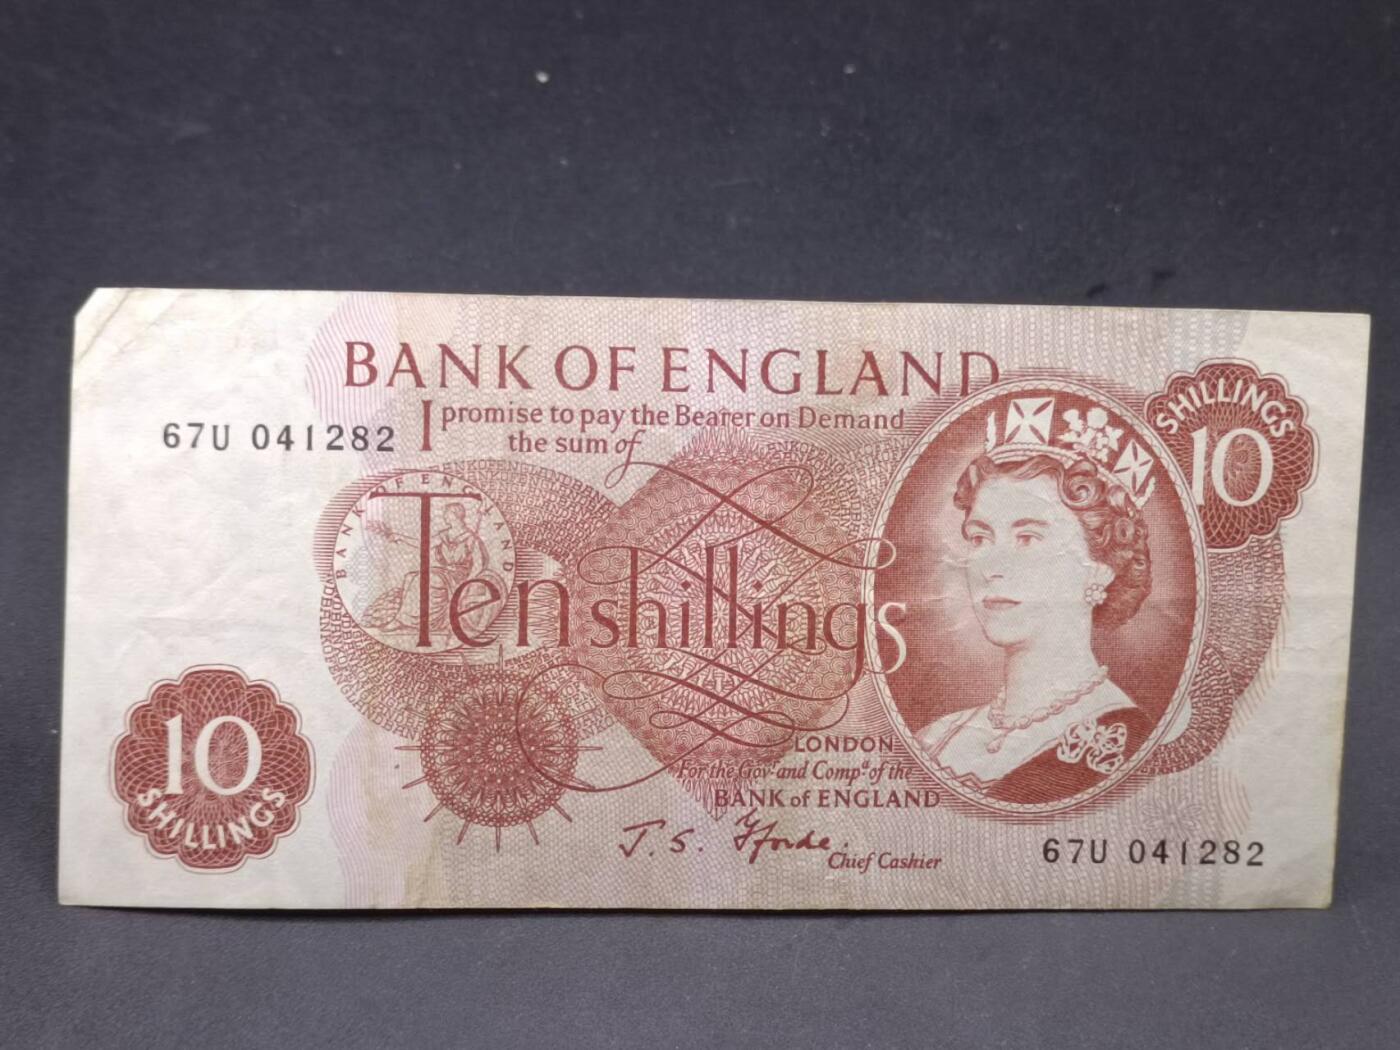 BANK OF ENGLAND
67U 041282
I promise to pay the Bearer on Demand
the sum of
BANK OF ENGLAND
Ten shillings
SHILLINGS
10
10
SHILLINGS
LONDON
For the Govr. and Compa. of the
BANK of ENGLAND
J. S. Fforde.
Chief Cashier
67U 041282